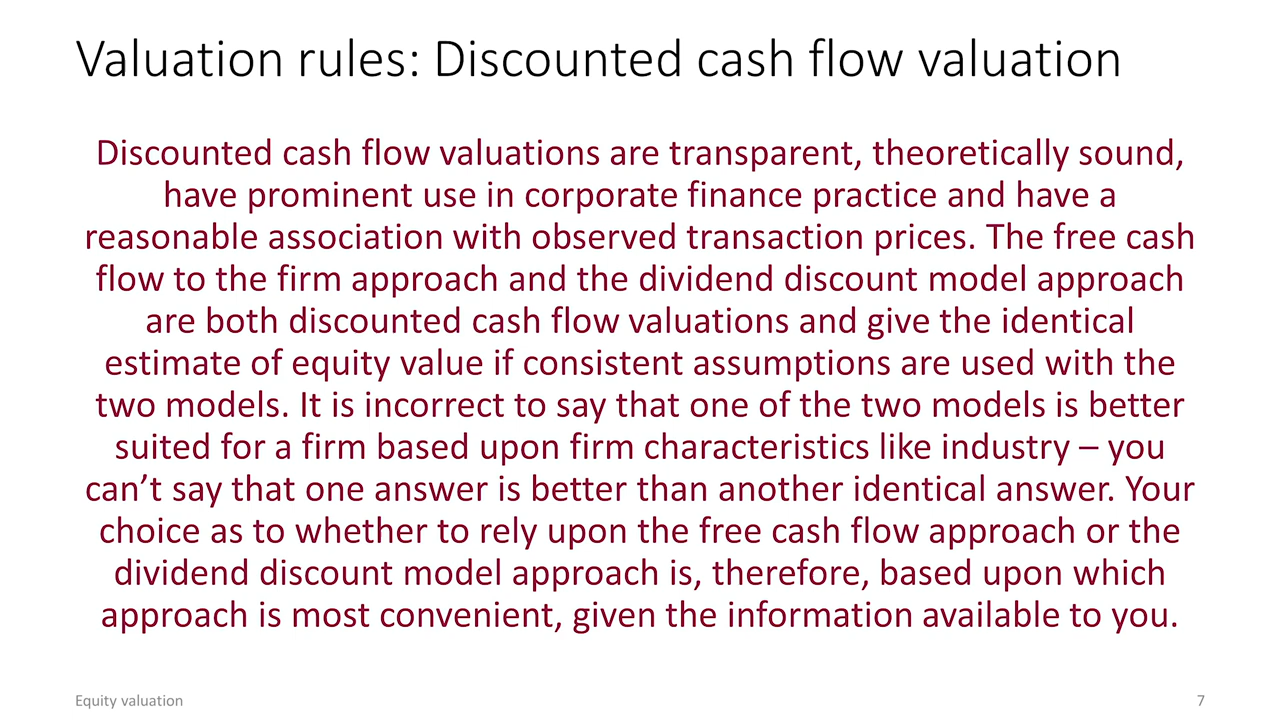 Valuation rules: Discounted cash flow valuation
Discounted cash flow valuations are transparent, theoretically sound,
have prominent use in corporate finance practice and have a
reasonable association with observed transaction prices. The free cash
flow to the firm approach and the dividend discount model approach
are both discounted cash flow valuations and give the identical
estimate of equity value if consistent assumptions are used with the
two models. It is incorrect to say that one of the two models is better
suited for a firm based upon firm characteristics like industry – you
can’t say that one answer is better than another identical answer. Your
choice as to whether to rely upon the free cash flow approach or the
dividend discount model approach is, therefore, based upon which
approach is most convenient, given the information available to you.
Equity valuation
7